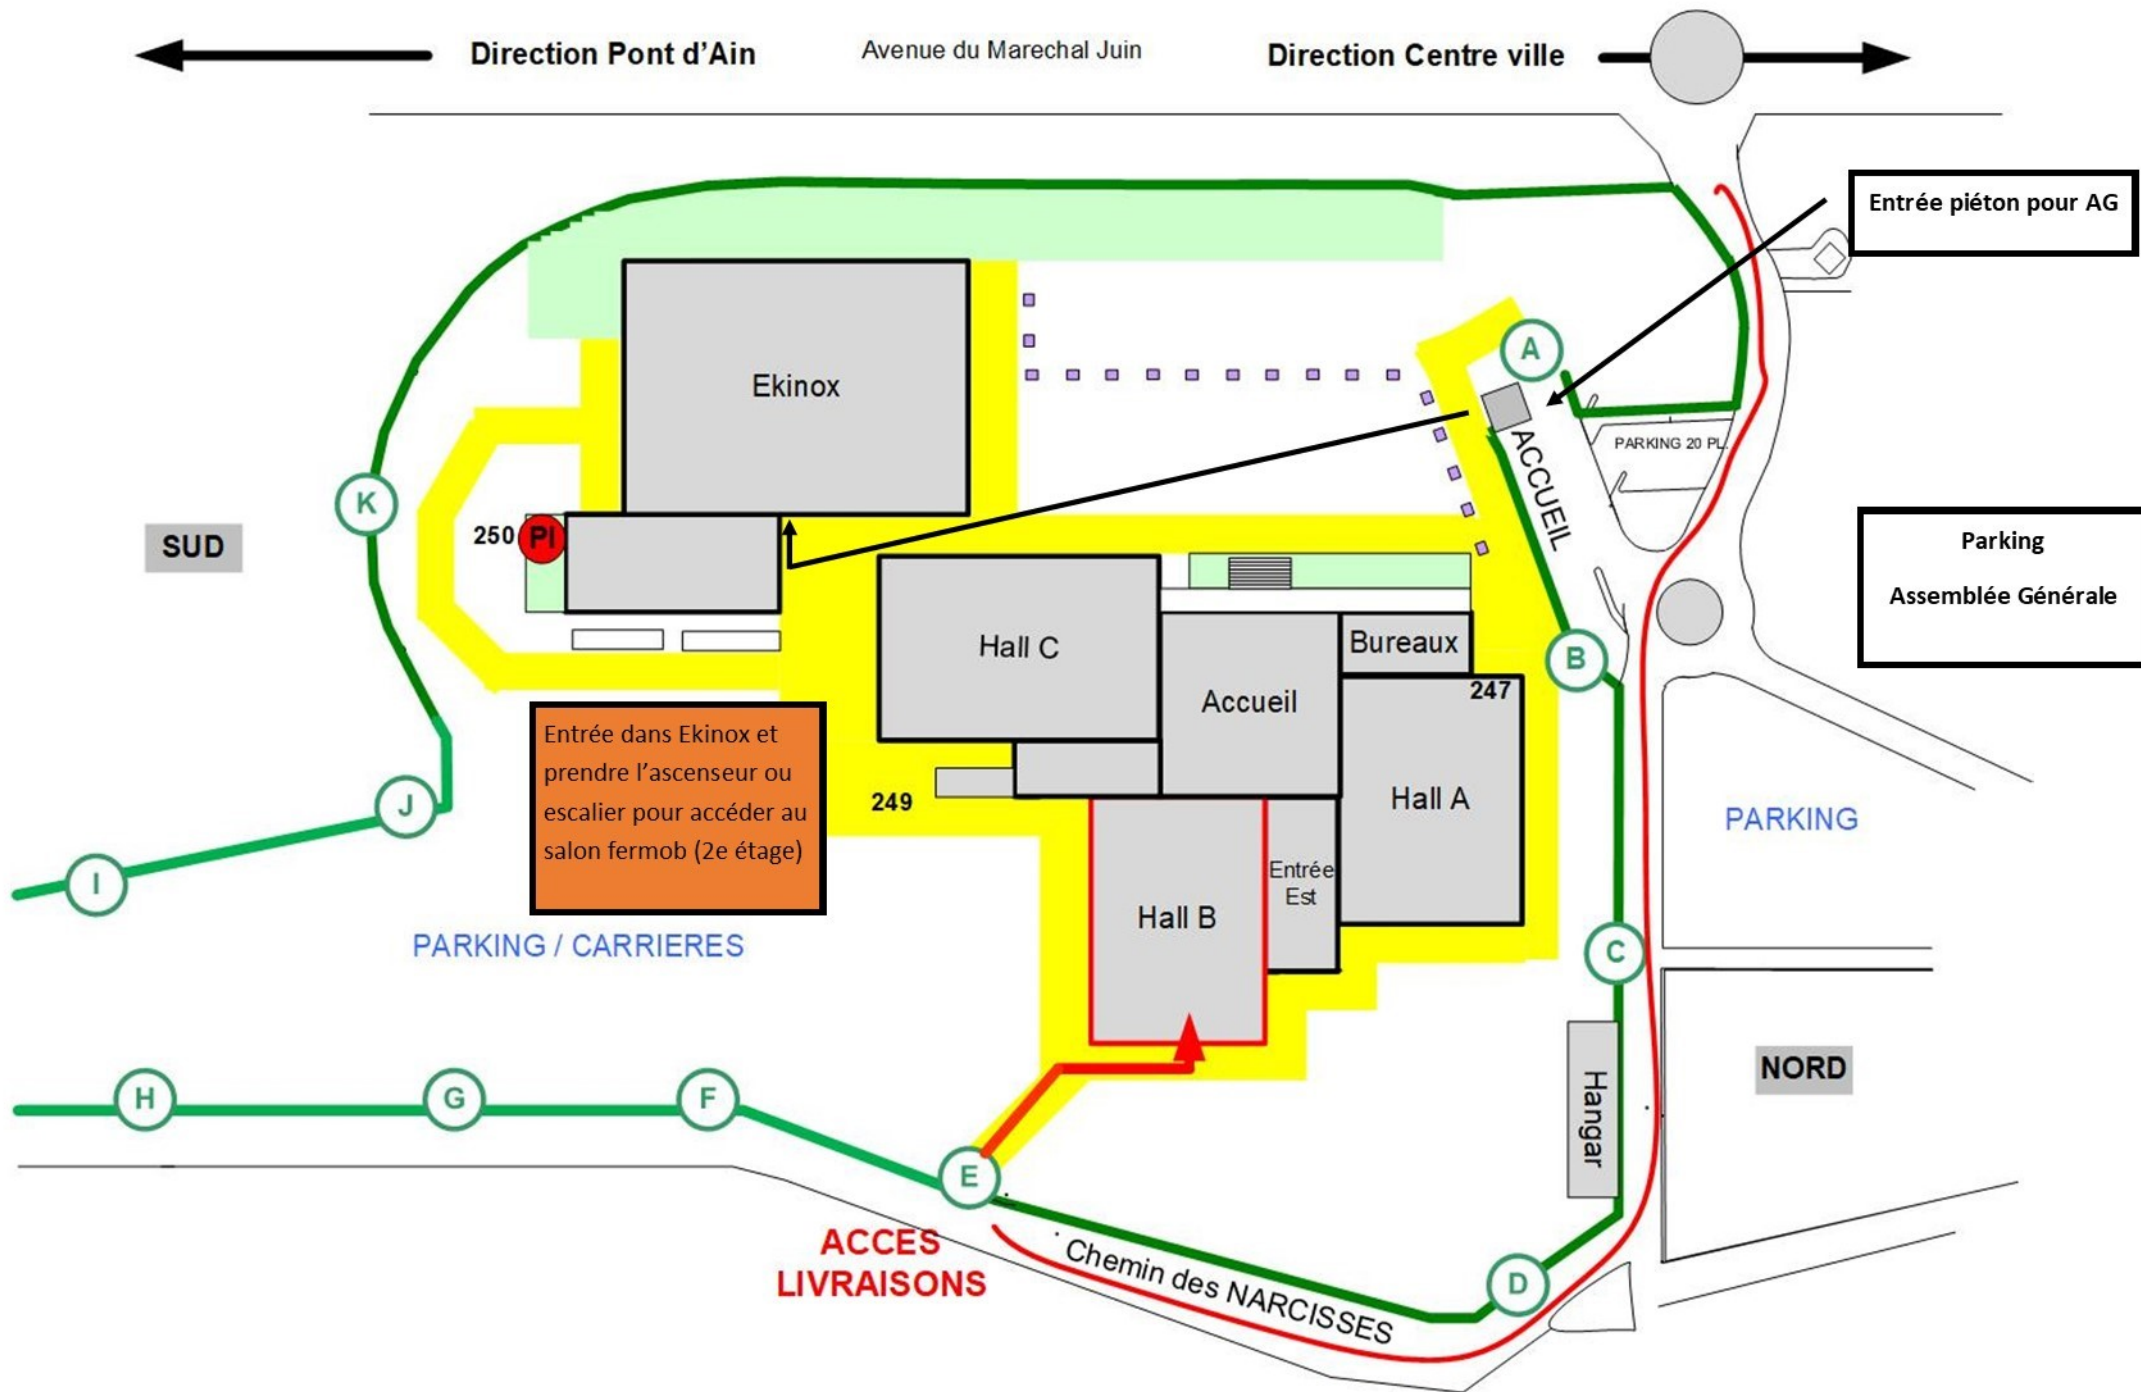 Direction Pont d'Ain
Avenue du Marechal Juin
Direction Centre ville
Entrée piéton pour AG
A
Ekinox
ACCUEIL
PARKING 20 PL.
K
SUD
250
PI
Parking
Assemblée Générale
Hall C
Bureaux
B
247
Accueil
Entrée dans Ekinox et
prendre l'ascenseur ou
escalier pour accéder au
salon fermob (2e étage)
249
Hall A
PARKING
J
I
Entrée
Est
Hall B
PARKING / CARRIERES
C
NORD
Hangar
H
G
F
E
ACCES
LIVRAISONS
Chemin des NARCISSES
D